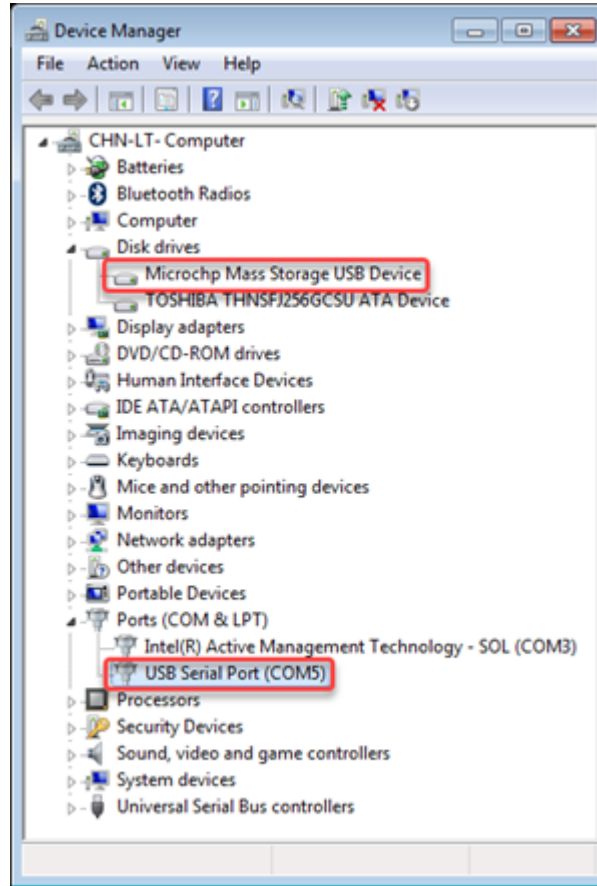 Device Manager
File Action View Help
CHN-LT- Computer
Batteries
Bluetooth Radios
Computer
Disk drives
Microchp Mass Storage USB Device
TOSHIBA THNSFJ256GCSU ATA Device
Display adapters
DVD/CD-ROM drives
Human Interface Devices
IDE ATA/ATAPI controllers
Imaging devices
Keyboards
Mice and other pointing devices
Monitors
Network adapters
Other devices
Portable Devices
Ports (COM & LPT)
Intel(R) Active Management Technology - SOL (COM3)
USB Serial Port (COM5)
Processors
Security Devices
Sound, video and game controllers
System devices
Universal Serial Bus controllers